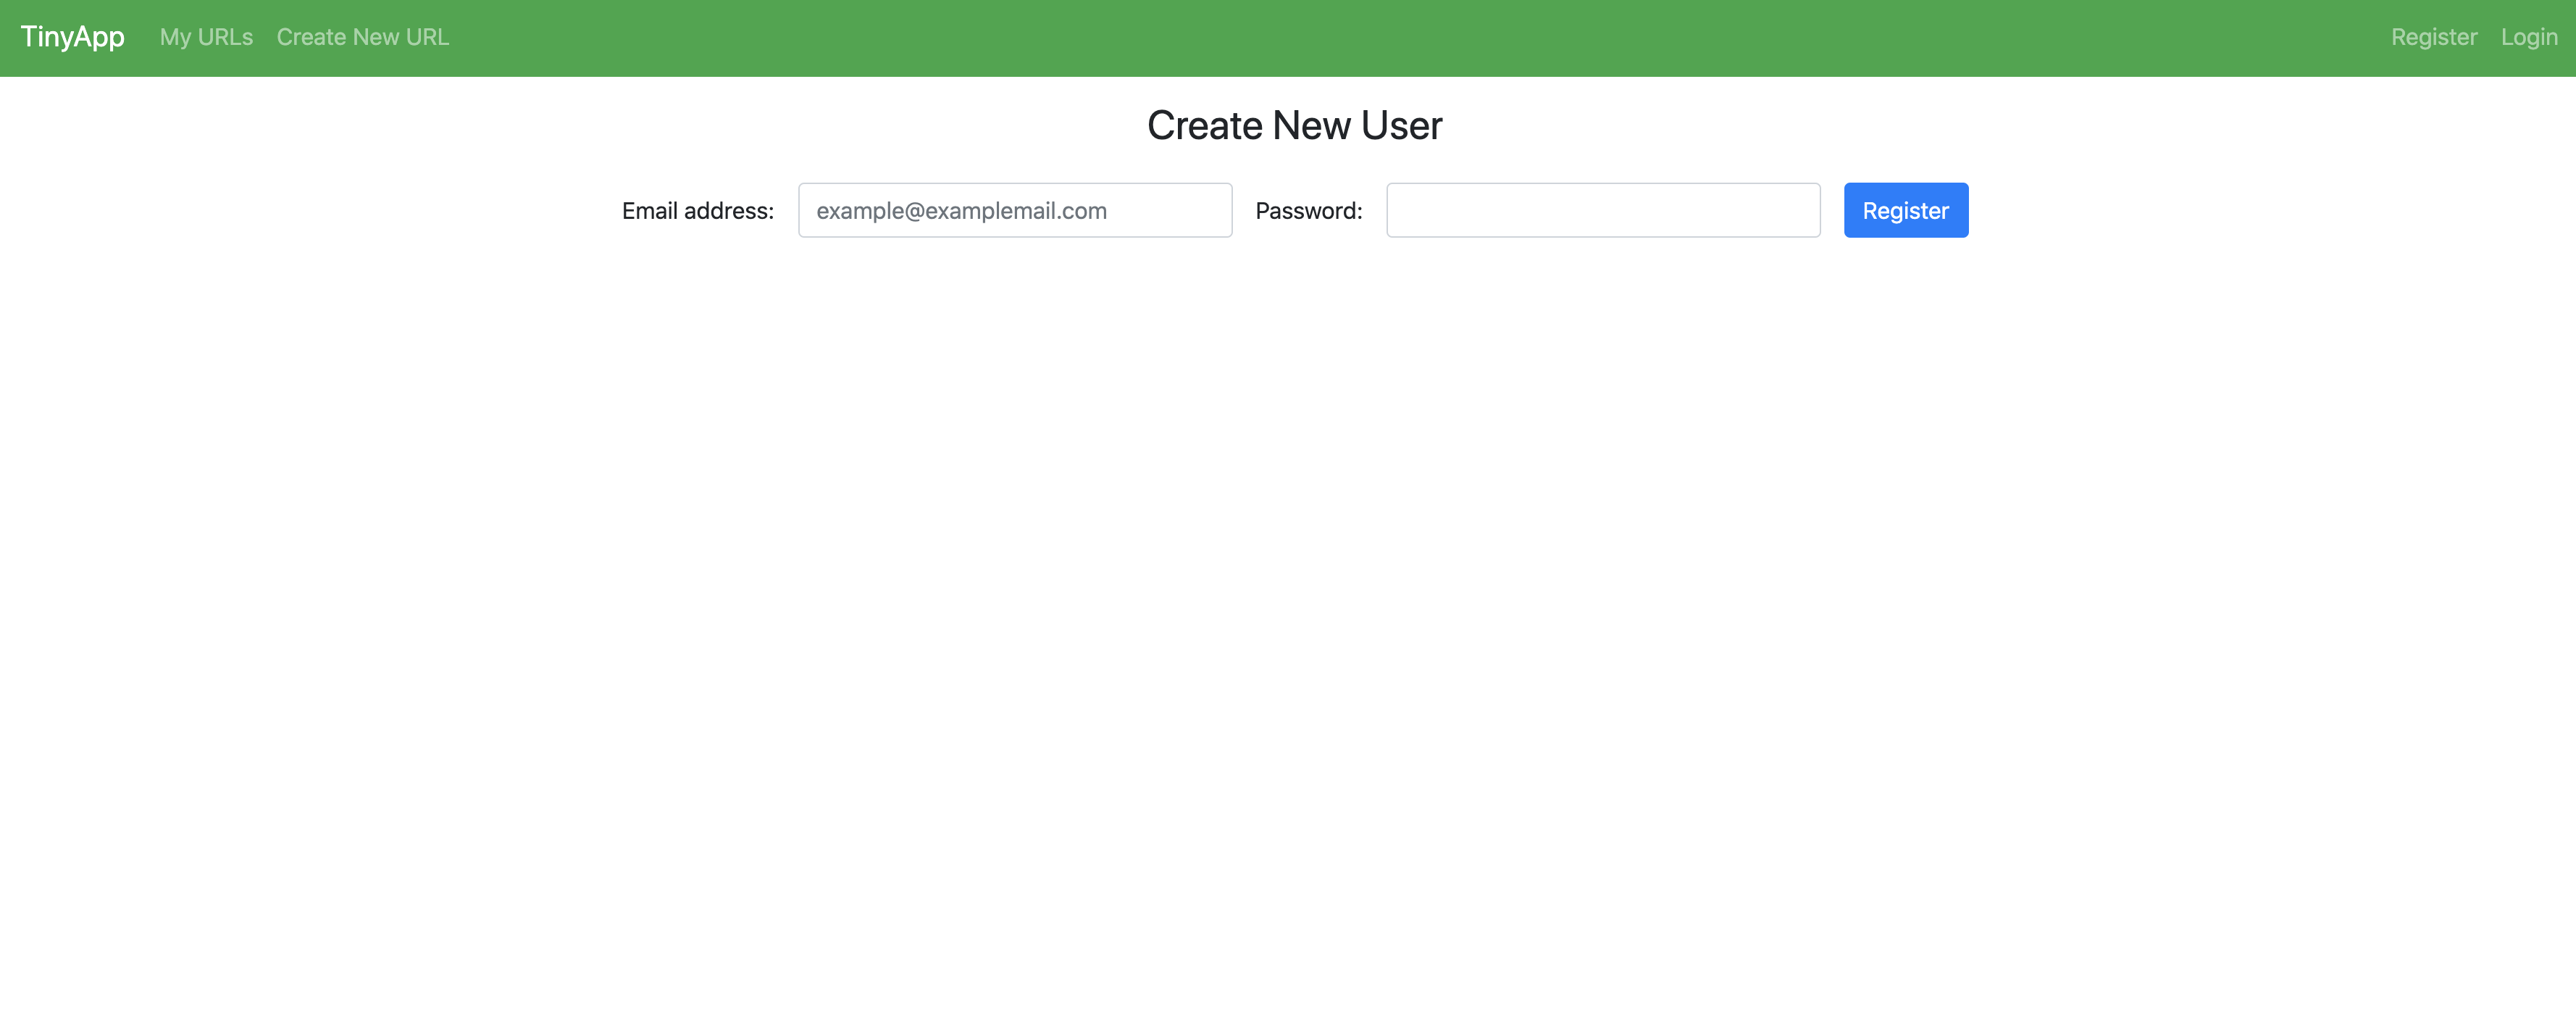 TinyApp My URLs Create New URL Register Login
Create New User
Email address: example@examplemail.com Password: Register